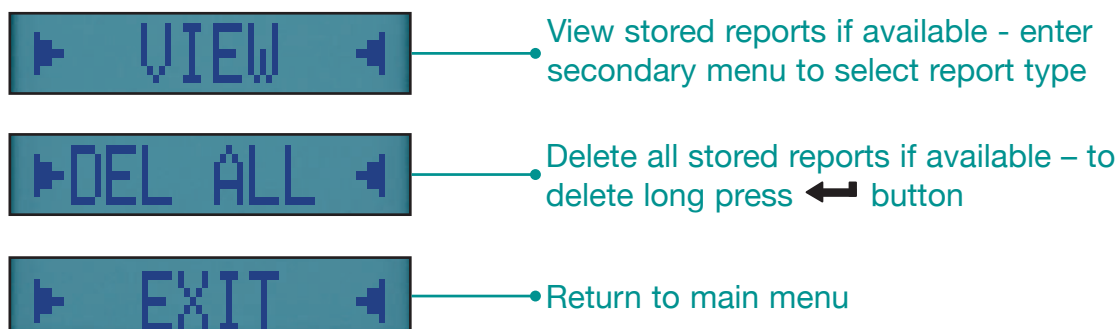 VIEW
View stored reports if available - enter
secondary menu to select report type
DEL ALL
Delete all stored reports if available – to
delete long press button
EXIT
Return to main menu